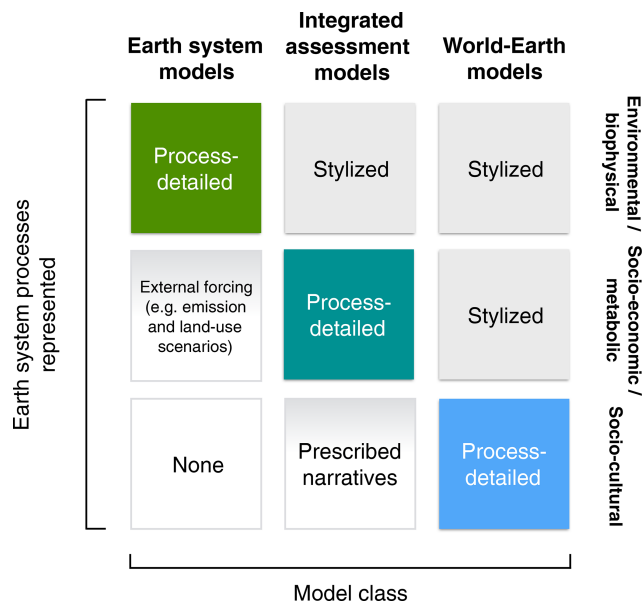 Earth system
models
Integrated
assessment
models
World-Earth
models
Process-
detailed
Stylized
Stylized
Environmental /
biophysical
External forcing
(e.g. emission
and land-use
scenarios)
Process-
detailed
Stylized
Socio-economic /
metabolic
None
Prescribed
narratives
Process-
detailed
Socio-cultural
Earth system processes
represented
Model class